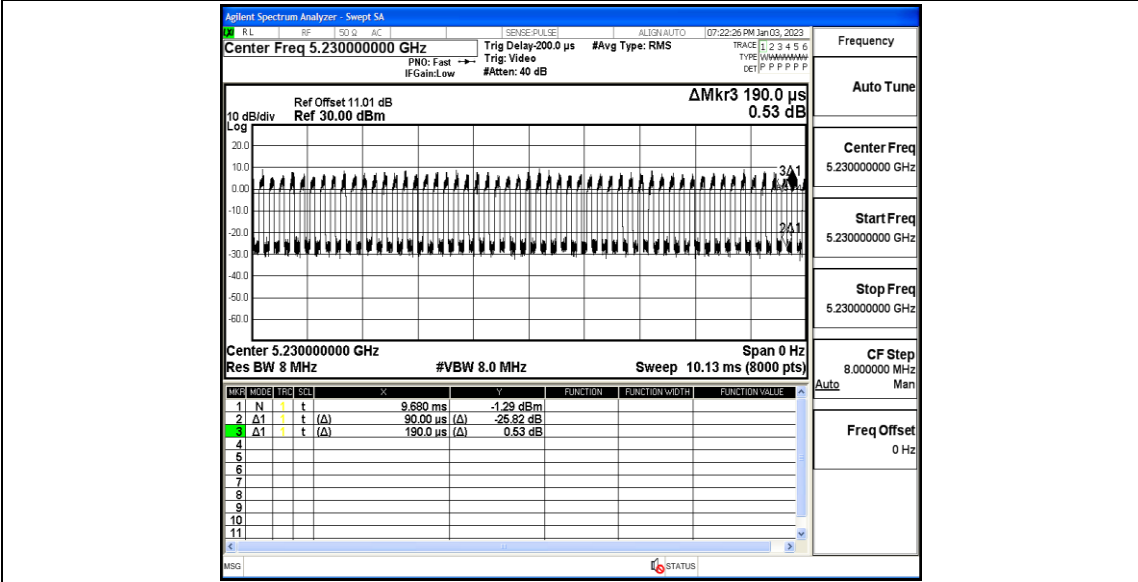 Agilent Spectrum Analyzer - Swept SA
RL RF 50 Ω AC SENSE:PULSE ALIGN AUTO 07:22:26 PM Jan 03, 2023
Center Freq 5.230000000 GHz Trig Delay-200.0 µs #Avg Type: RMS TRACE 1 2 3 4 5 6
PNO: Fast Trig: Video TYPE WWWWWW
IFGain:Low #Atten: 40 dB DET P P P P P P
Frequency
ΔMkr3 190.0 µs
0.53 dB
Ref Offset 11.01 dB
10 dB/div Ref 30.00 dBm
Log
20.0
10.0
0.00
-10.0
-20.0
-30.0
-40.0
-50.0
-60.0
3Δ1
2Δ1
Center 5.230000000 GHz Span 0 Hz
Res BW 8 MHz #VBW 8.0 MHz Sweep 10.13 ms (8000 pts)
MKR MODE TRC SCL X Y FUNCTION FUNCTION WIDTH FUNCTION VALUE
1 N t 9.680 ms -1.29 dBm
2 Δ1 t (Δ) 90.00 µs (Δ) -25.82 dB
3 Δ1 t (Δ) 190.0 µs (Δ) 0.53 dB
4
5
6
7
8
9
10
11
MSG STATUS
Auto Tune
Center Freq
5.230000000 GHz
Start Freq
5.230000000 GHz
Stop Freq
5.230000000 GHz
CF Step
8.000000 MHz
Auto Man
Freq Offset
0 Hz